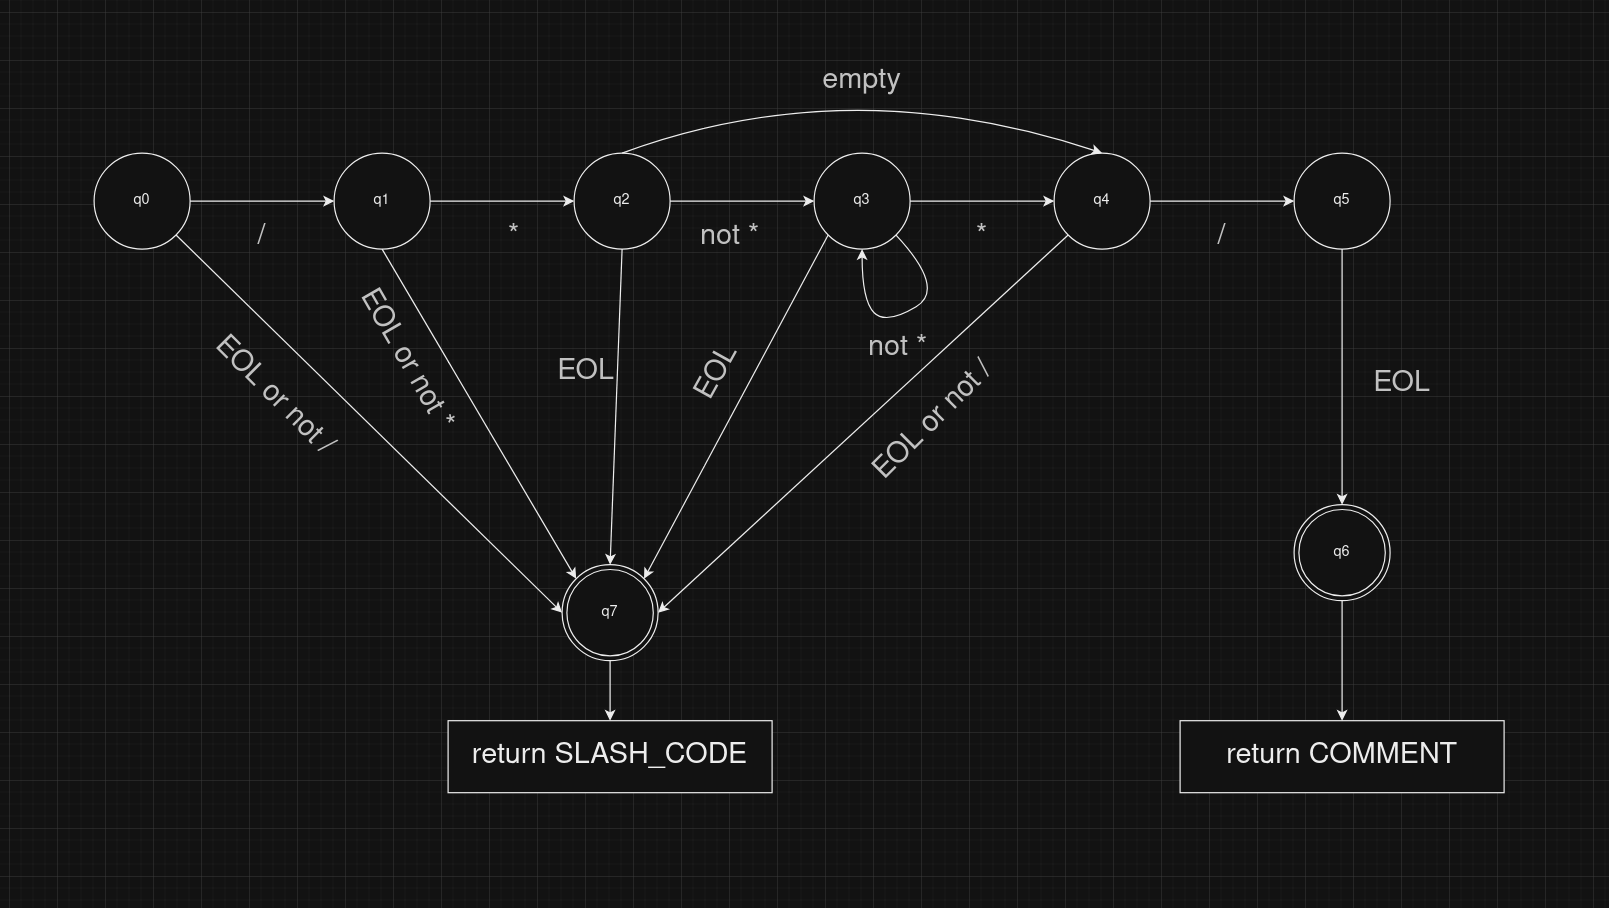 empty
q0
q1
q2
q3
q4
q5
/
*
not *
*
/
EOL or not /
EOL or not *
EOL
EOL
not *
EOL or not /
EOL
q6
q7
return SLASH_CODE
return COMMENT